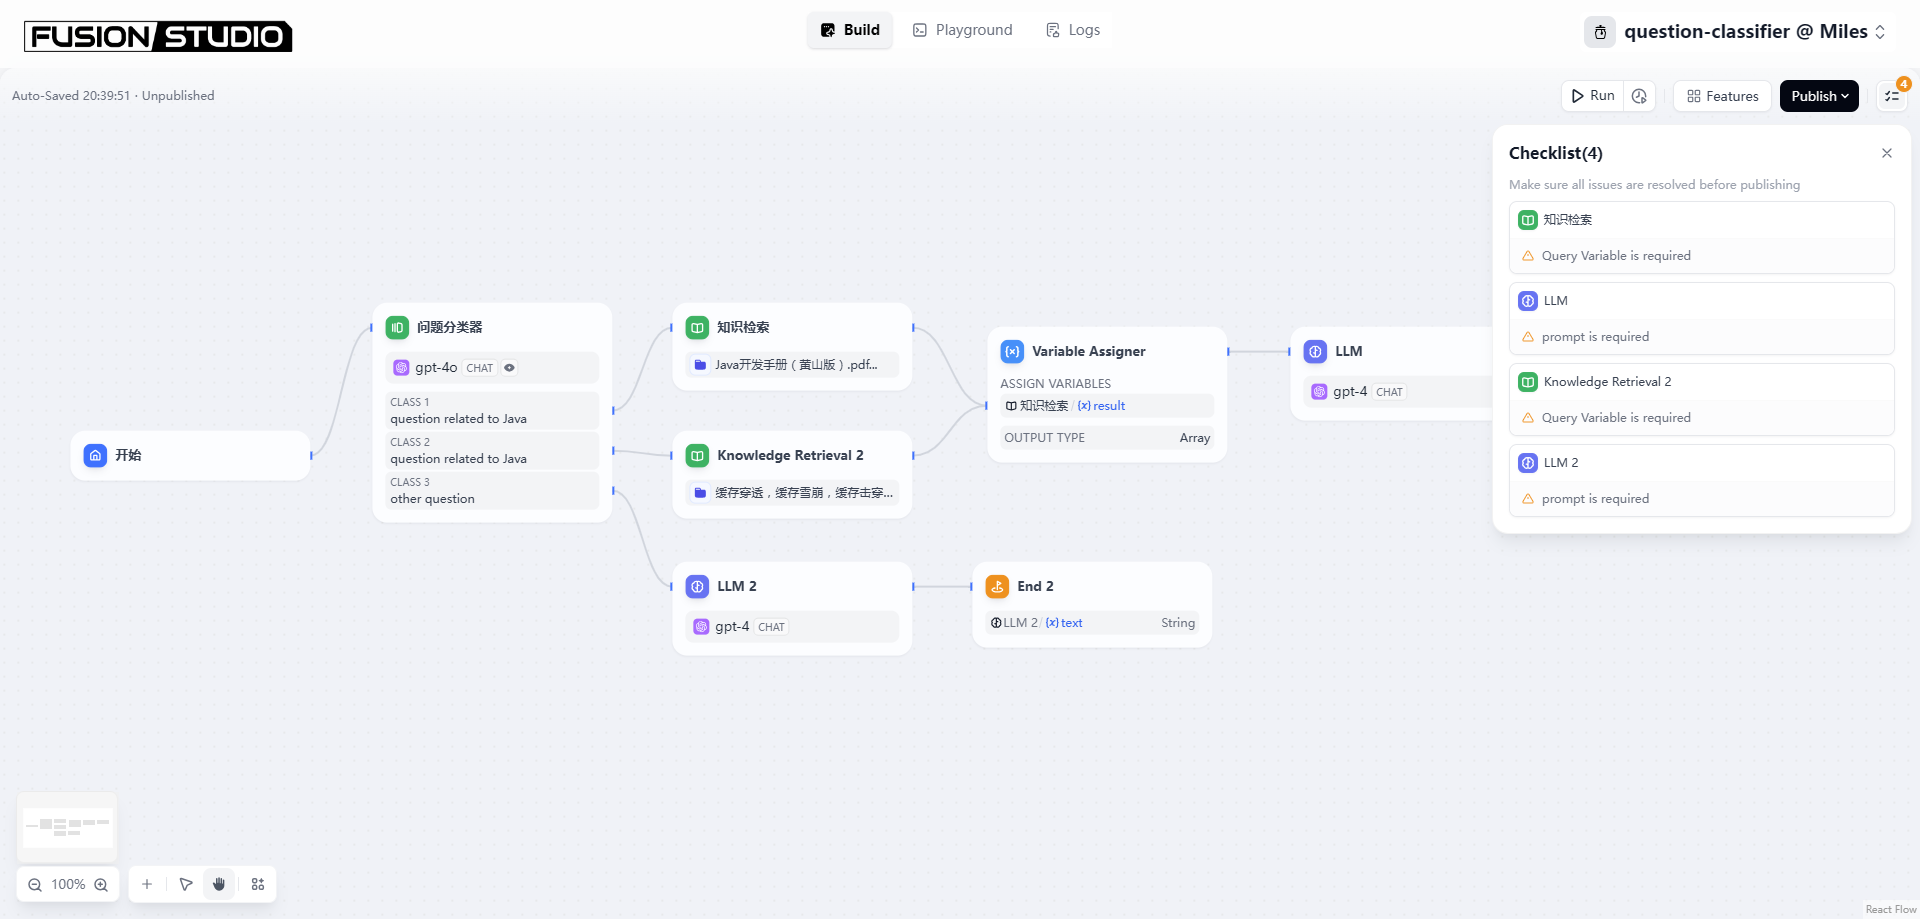 FUSION STUDIO
Build
Playground
Logs
question-classifier @ Miles
Auto-Saved 20:39:51 · Unpublished
Run
Features
Publish
4
Checklist(4)
Make sure all issues are resolved before publishing
知识检索
Query Variable is required
LLM
prompt is required
Knowledge Retrieval 2
Query Variable is required
LLM 2
prompt is required
开始
问题分类器
gpt-4o CHAT
CLASS 1
question related to Java
CLASS 2
question related to Java
CLASS 3
other question
知识检索
Java开发手册（黄山版）.pdf...
Knowledge Retrieval 2
缓存穿透，缓存雪崩，缓存击穿...
LLM 2
gpt-4 CHAT
Variable Assigner
ASSIGN VARIABLES
知识检索 / (x) result
OUTPUT TYPE Array
End 2
LLM 2 / (x) text String
LLM
gpt-4 CHAT
100%
React Flow